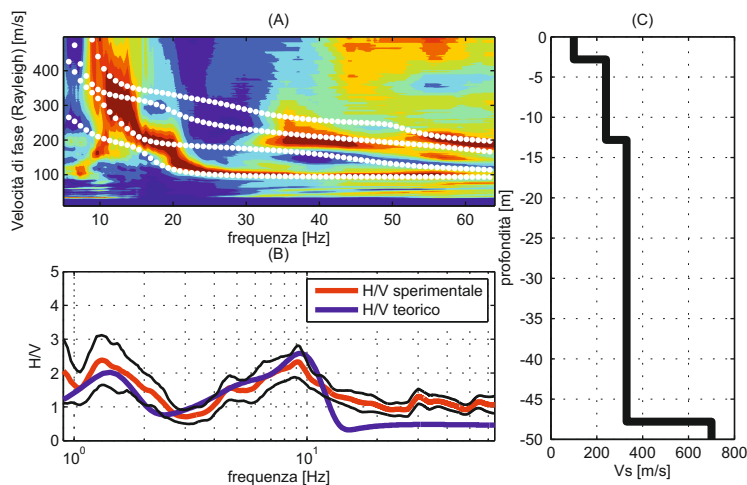 (A)
Velocità di fase (Rayleigh) [m/s]
400
300
200
100
10 20 30 40 50 60
frequenza [Hz]
(B)
H/V
5
4
3
2
1
0
H/V sperimentale
H/V teorico
10^0 10^1
frequenza [Hz]
(C)
profondità [m]
0
-5
-10
-15
-20
-25
-30
-35
-40
-45
-50
0 200 400 600 800
Vs [m/s]